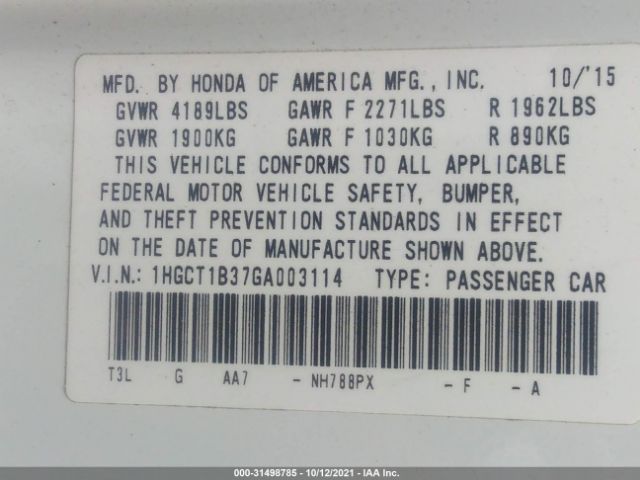 MFD. BY HONDA OF AMERICA MFG., INC. 10/'15
GVWR 4189LBS GAWR F 2271LBS R 1962LBS
GVWR 1900KG GAWR F 1030KG R 890KG
THIS VEHICLE CONFORMS TO ALL APPLICABLE
FEDERAL MOTOR VEHICLE SAFETY, BUMPER,
AND THEFT PREVENTION STANDARDS IN EFFECT
ON THE DATE OF MANUFACTURE SHOWN ABOVE.
V.I.N.: 1HGCT1B37GA003114 TYPE: PASSENGER CAR
T3L G AA7 - NH788PX - F - A
000-31498785 - 10/12/2021 - IAAI Inc.